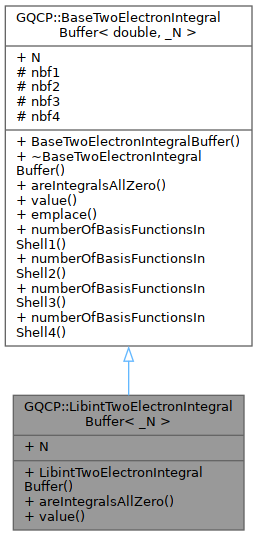 GQCP::BaseTwoElectronIntegral
Buffer< double, _N >
+ N
# nbf1
# nbf2
# nbf3
# nbf4
+ BaseTwoElectronIntegralBuffer()
+ ~BaseTwoElectronIntegral
Buffer()
+ areIntegralsAllZero()
+ value()
+ emplace()
+ numberOfBasisFunctionsIn
Shell1()
+ numberOfBasisFunctionsIn
Shell2()
+ numberOfBasisFunctionsIn
Shell3()
+ numberOfBasisFunctionsIn
Shell4()
GQCP::LibintTwoElectronIntegral
Buffer< _N >
+ N
+ LibintTwoElectronIntegral
Buffer()
+ areIntegralsAllZero()
+ value()